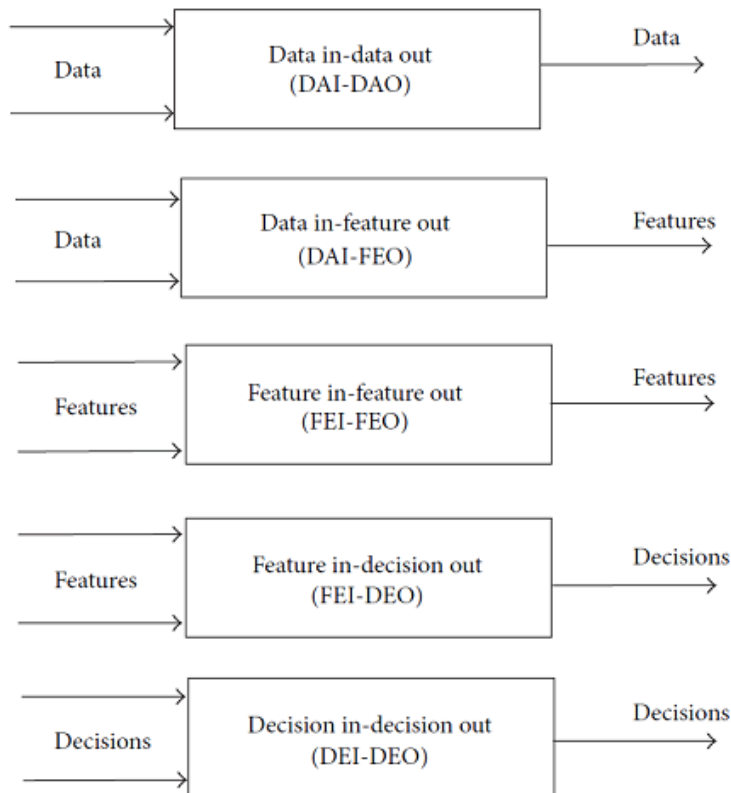 Data
Data in-data out
(DAI-DAO)
Data
Data
Data in-feature out
(DAI-FEO)
Features
Features
Feature in-feature out
(FEI-FEO)
Features
Features
Feature in-decision out
(FEI-DEO)
Decisions
Decisions
Decision in-decision out
(DEI-DEO)
Decisions